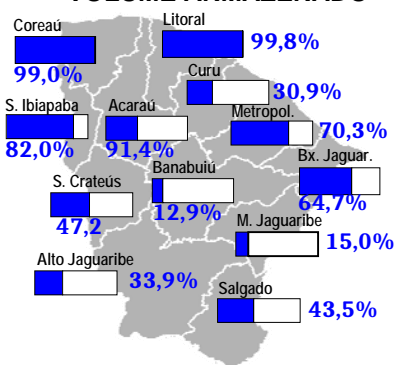 VOLUME ARMAZENADO
Coreaú
99,0%
Litoral
99,8%
Curu
30,9%
S. Ibiapaba
82,0%
Acaraú
91,4%
Metropol.
70,3%
Bx. Jaguar.
64,7%
Banabuiú
12,9%
S. Crateús
47,2
M. Jaguaribe
15,0%
Alto Jaguaribe
33,9%
Salgado
43,5%